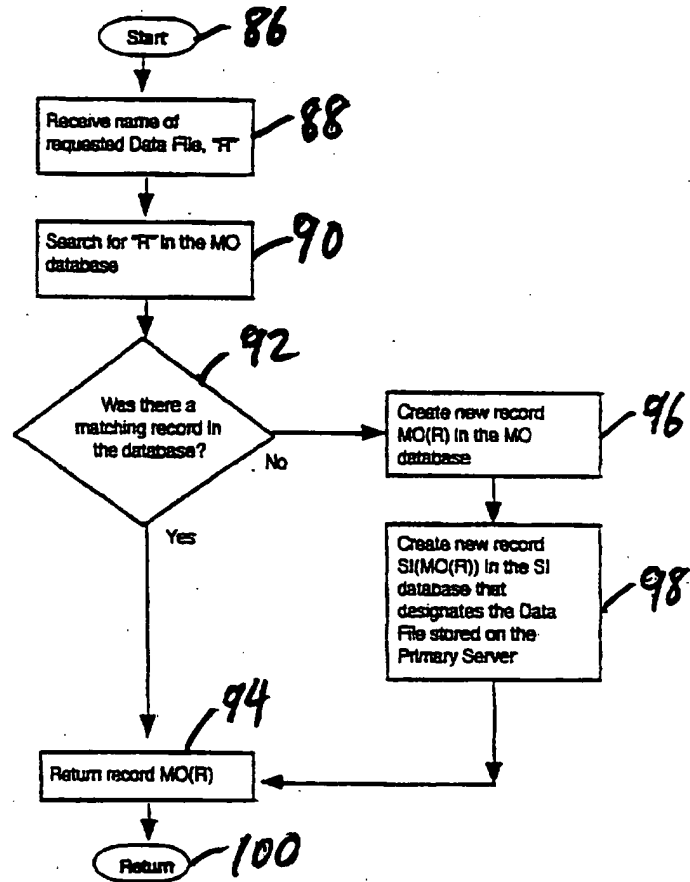 Start
86
Receive name of
requested Data File, "R"
88
Search for "R" in the MO
database
90
92
Was there a
matching record in
the database?
No
Yes
Create new record
MO(R) in the MO
database
96
Create new record
SI(MO(R)) in the SI
database that
designates the Data
File stored on the
Primary Server
98
94
Return record MO(R)
Return
100